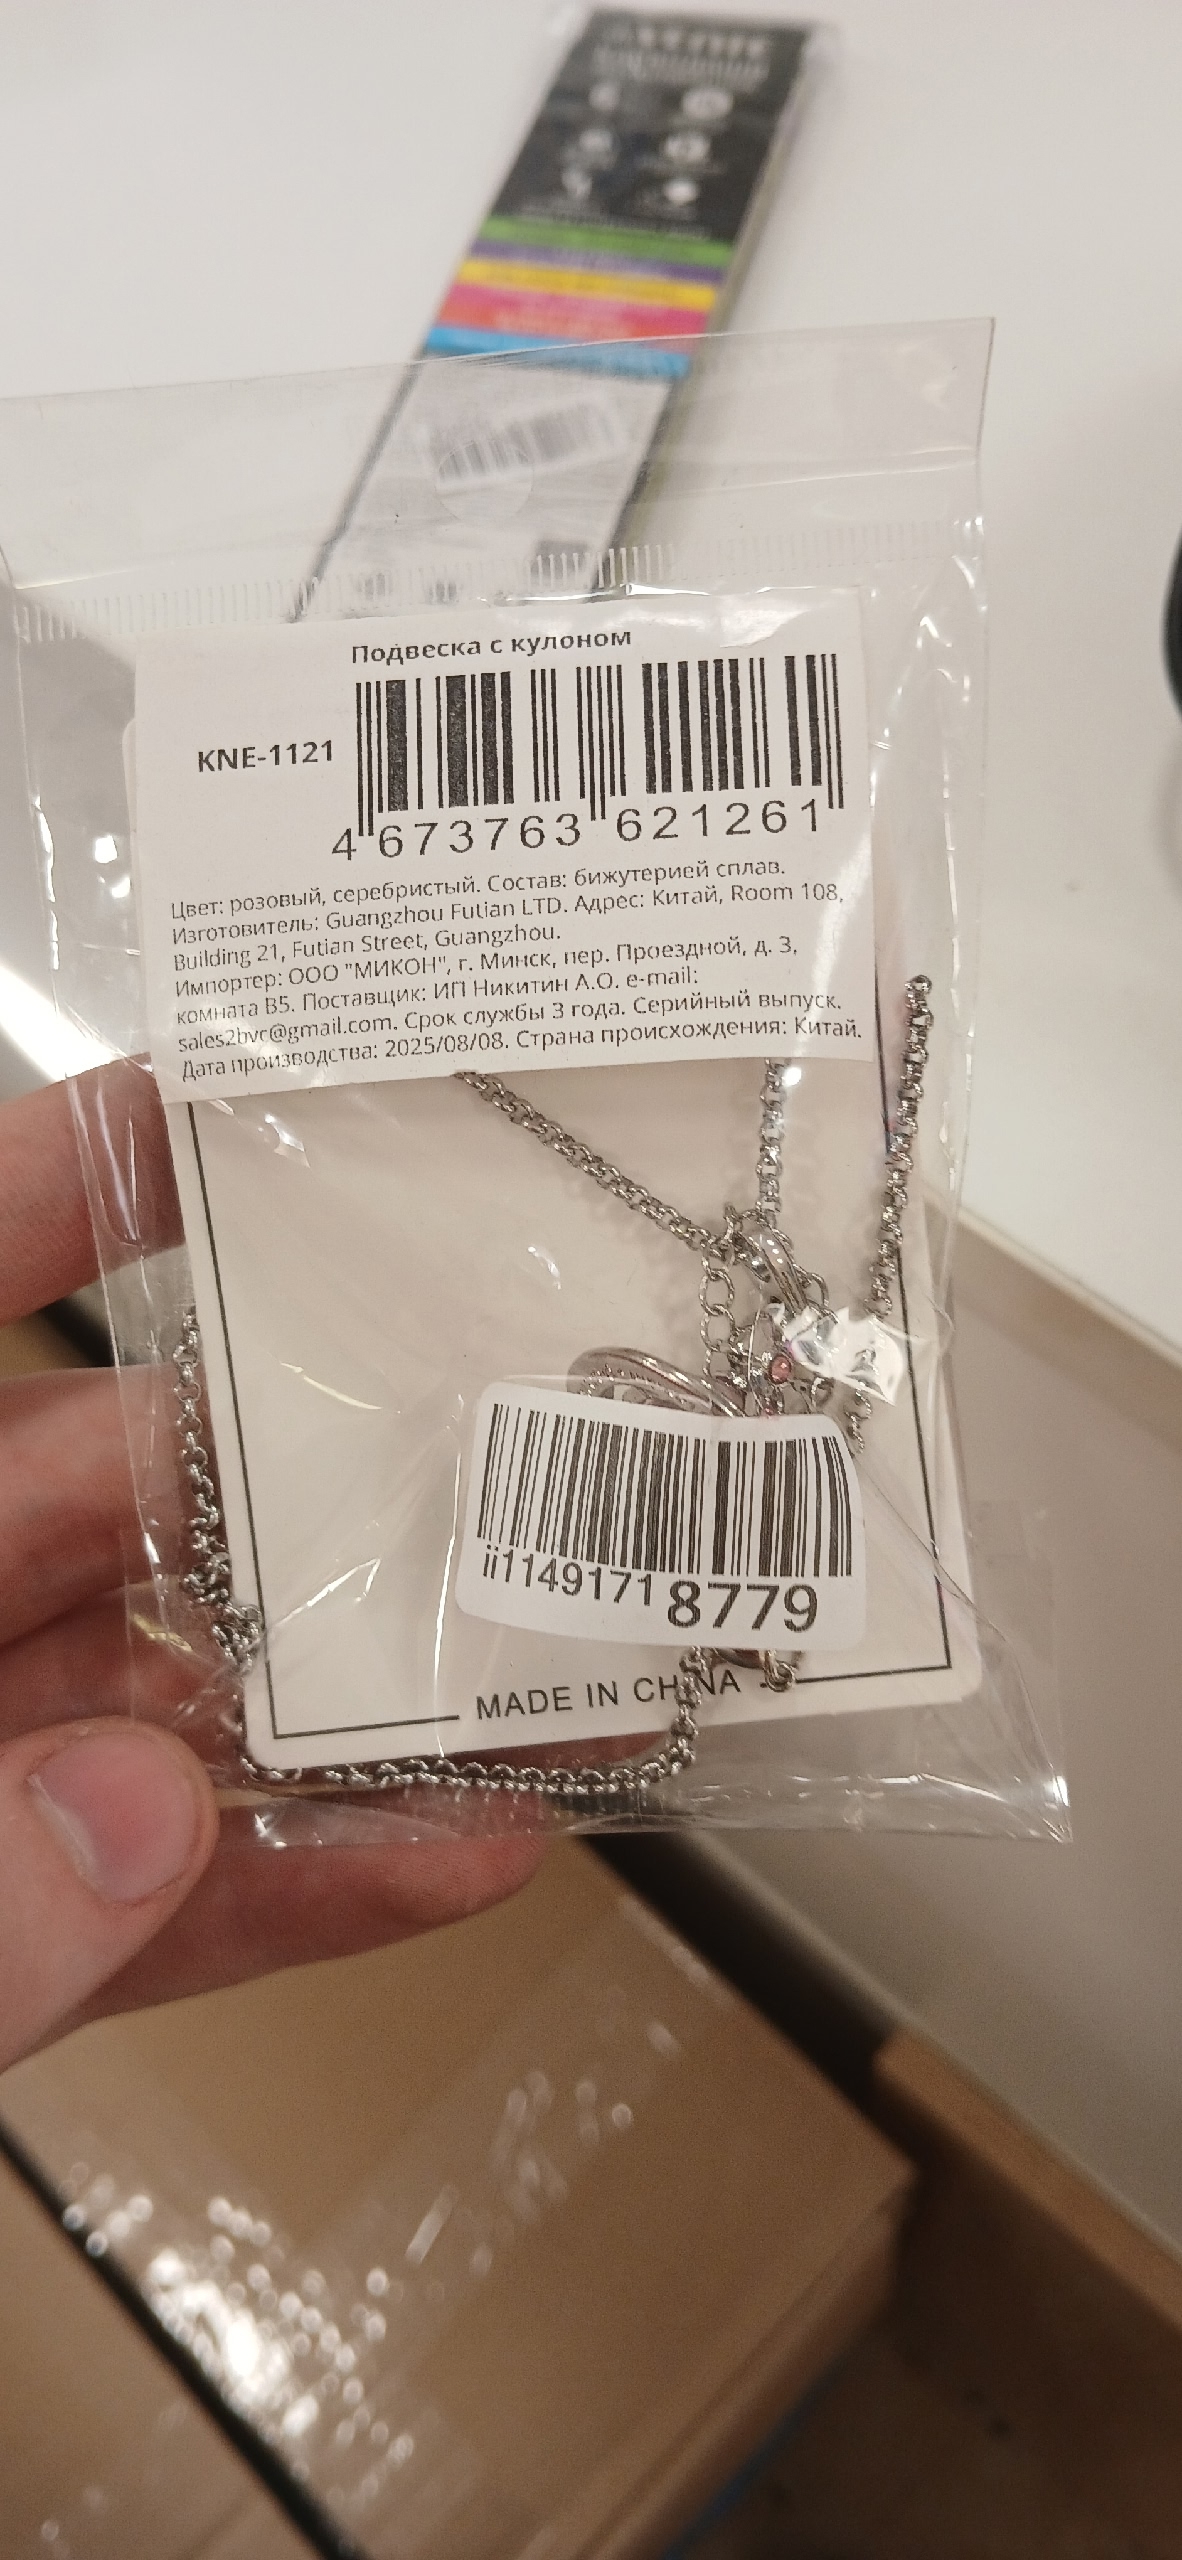 Подвеска с кулоном
KNE-1121
4 673763 621261
Цвет: розовый, серебристый. Состав: бижутерией сплав.
Изготовитель: Guangzhou Futian LTD. Адрес: Китай, Room 108,
Building 21, Futian Street, Guangzhou.
Импортер: ООО "МИКОН", г. Минск, пер. Проездной, д. 3,
комната В5. Поставщик: ИП Никитин А.О. e-mail:
sales2bvc@gmail.com. Срок службы 3 года. Серийный выпуск.
Дата производства: 2025/08/08. Страна происхождения: Китай.
ii1149171 8779
MADE IN CHINA